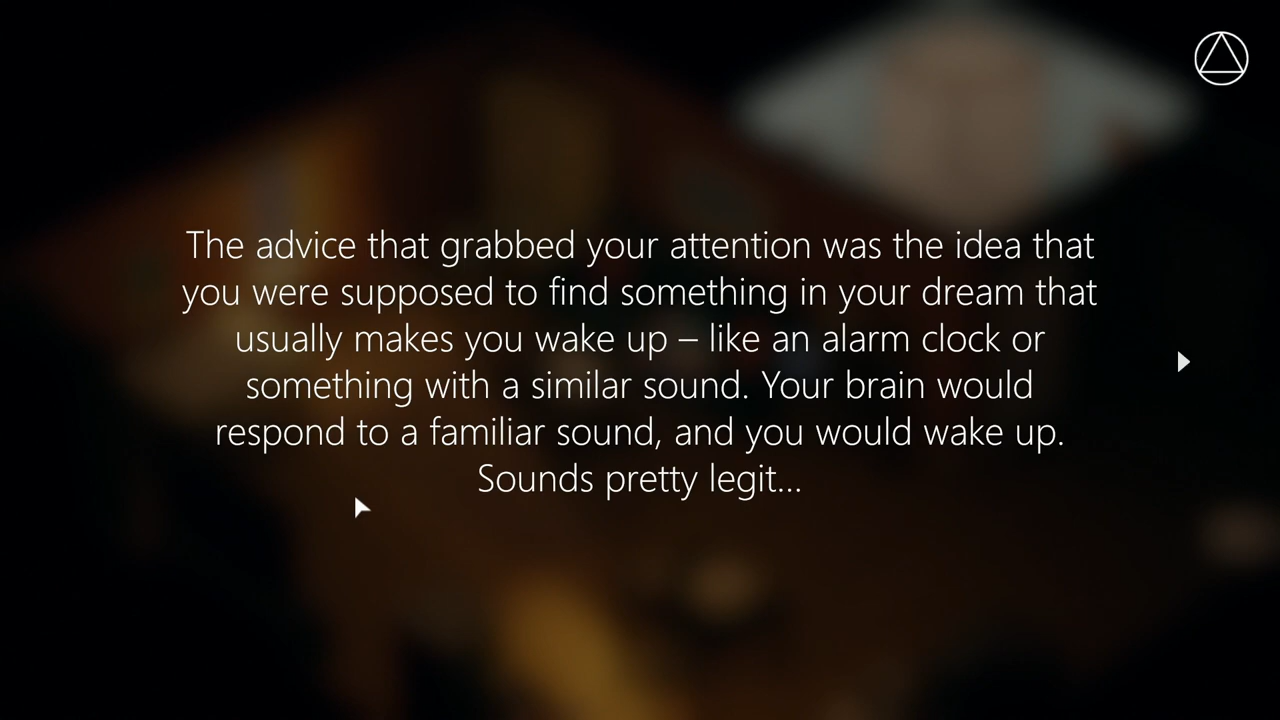 The advice that grabbed your attention was the idea that
you were supposed to find something in your dream that
usually makes you wake up – like an alarm clock or
something with a similar sound. Your brain would
respond to a familiar sound, and you would wake up.
Sounds pretty legit...